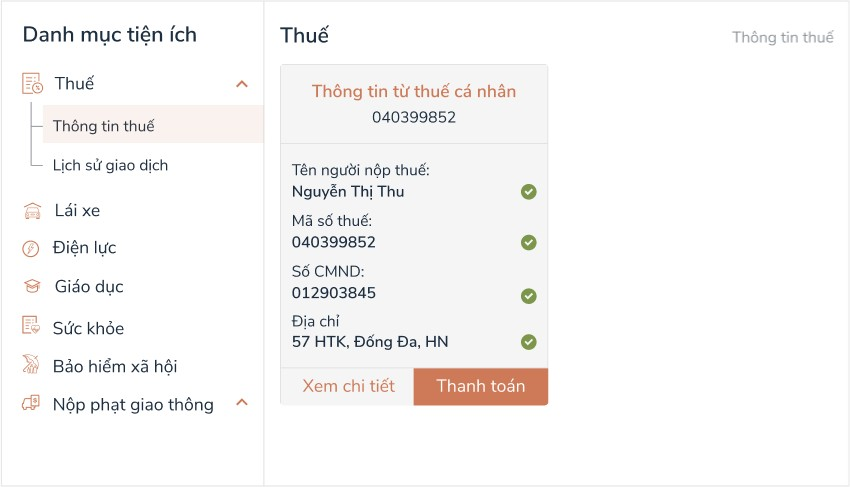 Danh mục tiện ích
Thuế
Thông tin thuế
Lịch sử giao dịch
Lái xe
Điện lực
Giáo dục
Sức khỏe
Bảo hiểm xã hội
Nộp phạt giao thông
Thuế
Thông tin thuế
Thông tin từ thuế cá nhân
040399852
Tên người nộp thuế:
Nguyễn Thị Thu
Mã số thuế:
040399852
Số CMND:
012903845
Địa chỉ
57 HTK, Đống Đa, HN
Xem chi tiết
Thanh toán